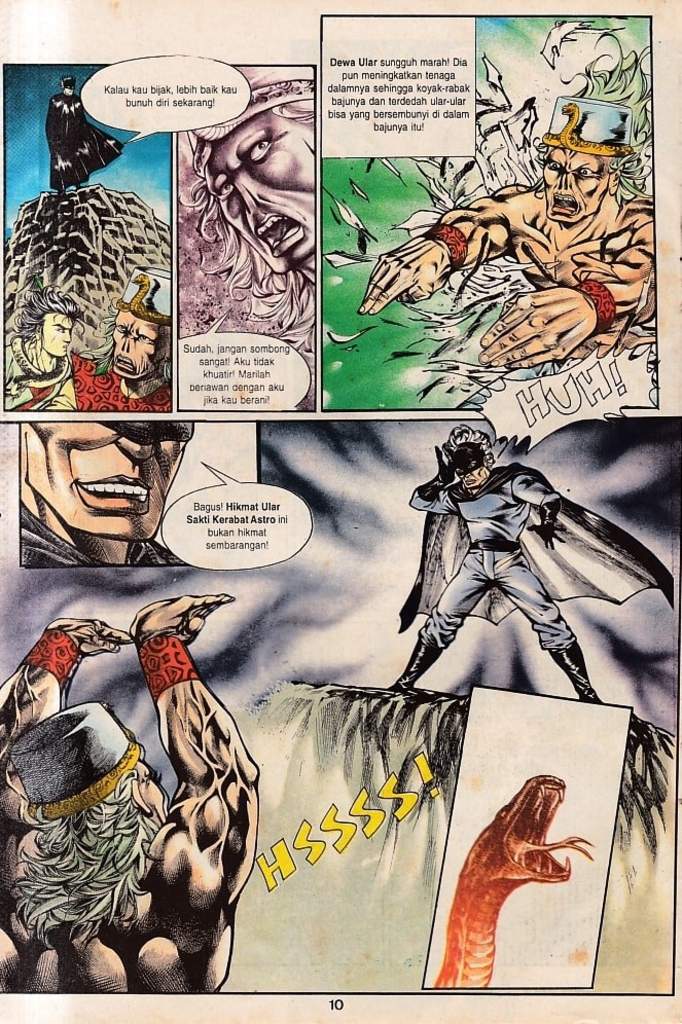 Kalau kau bijak, lebih baik kau
bunuh diri sekarang!
Sudah, jangan sombong
sangat! Aku tidak
khuatir! Marilah
berlawan dengan aku
jika kau berani!
Dewa Ular sungguh marah! Dia
pun meningkatkan tenaga
dalamnya sehingga koyak-rabak
bajunya dan terdedah ular-ular
bisa yang bersembunyi di dalam
bajunya itu!
HUH!
Bagus! Hikmat Ular
Sakti Kerabat Astro ini
bukan sembarangan!
HSSSSS!
10